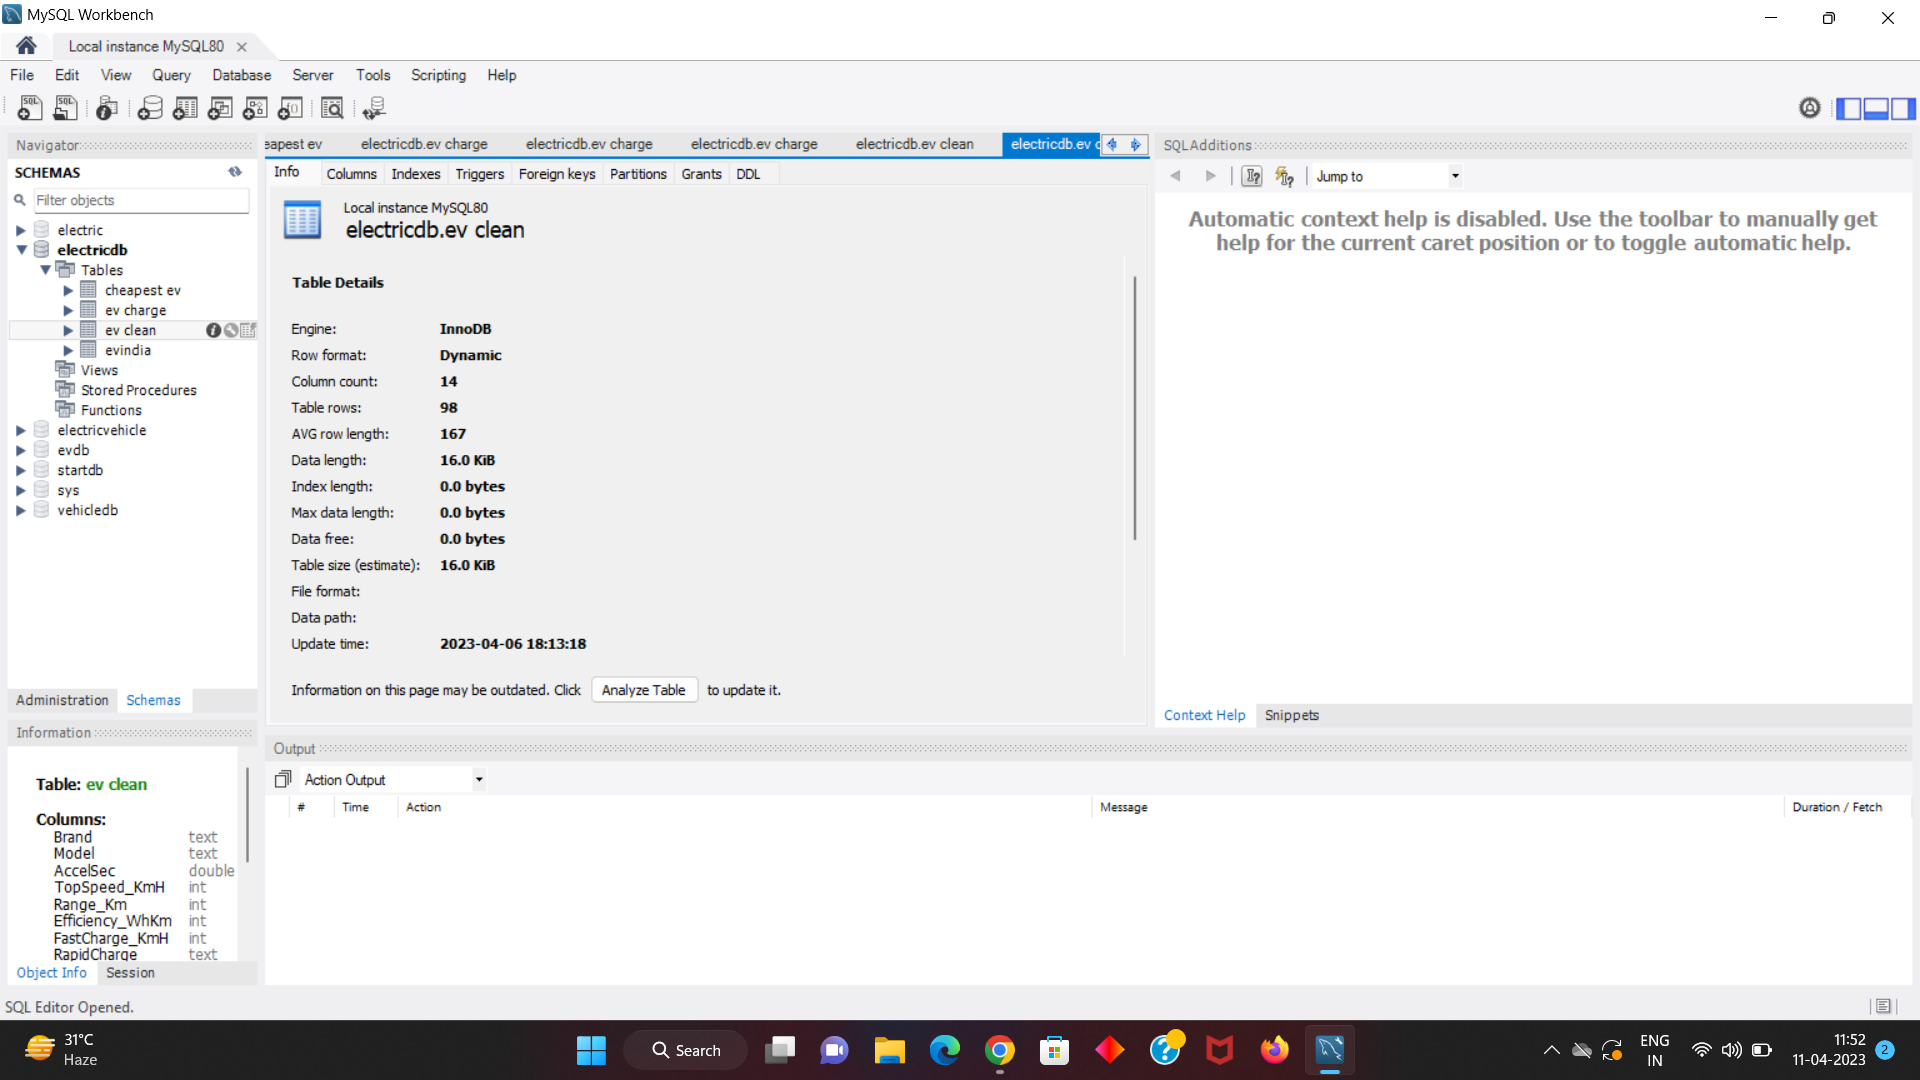 MySQL Workbench
Local instance MySQL80
File Edit View Query Database Server Tools Scripting Help
Navigator
SCHEMAS
Filter objects
electric
electricdb
Tables
cheapest ev
ev charge
ev clean
evindia
Views
Stored Procedures
Functions
electricvehicle
evdb
startdb
sys
vehicledb
Administration Schemas
Information
Table: ev clean
Columns:
Brand text
Model text
AccelSec double
TopSpeed_KmH int
Range_Km int
Efficiency_WhKm int
FastCharge_KmH int
RapidCharge text
Object Info Session
eapest ev electricdb.ev charge electricdb.ev charge electricdb.ev charge electricdb.ev clean electricdb.ev c
Info Columns Indexes Triggers Foreign keys Partitions Grants DDL
Local instance MySQL80
electricdb.ev clean
Table Details
Engine: InnoDB
Row format: Dynamic
Column count: 14
Table rows: 98
AVG row length: 167
Data length: 16.0 KiB
Index length: 0.0 bytes
Max data length: 0.0 bytes
Data free: 0.0 bytes
Table size (estimate): 16.0 KiB
File format:
Data path:
Update time: 2023-04-06 18:13:18
Information on this page may be outdated. Click Analyze Table to update it.
SQLAdditions
Jump to
Automatic context help is disabled. Use the toolbar to manually get
help for the current caret position or to toggle automatic help.
Context Help Snippets
Output
Action Output
# Time Action Message Duration / Fetch
SQL Editor Opened.
31°C
Haze
Search
ENG
IN
11:52
11-04-2023
2